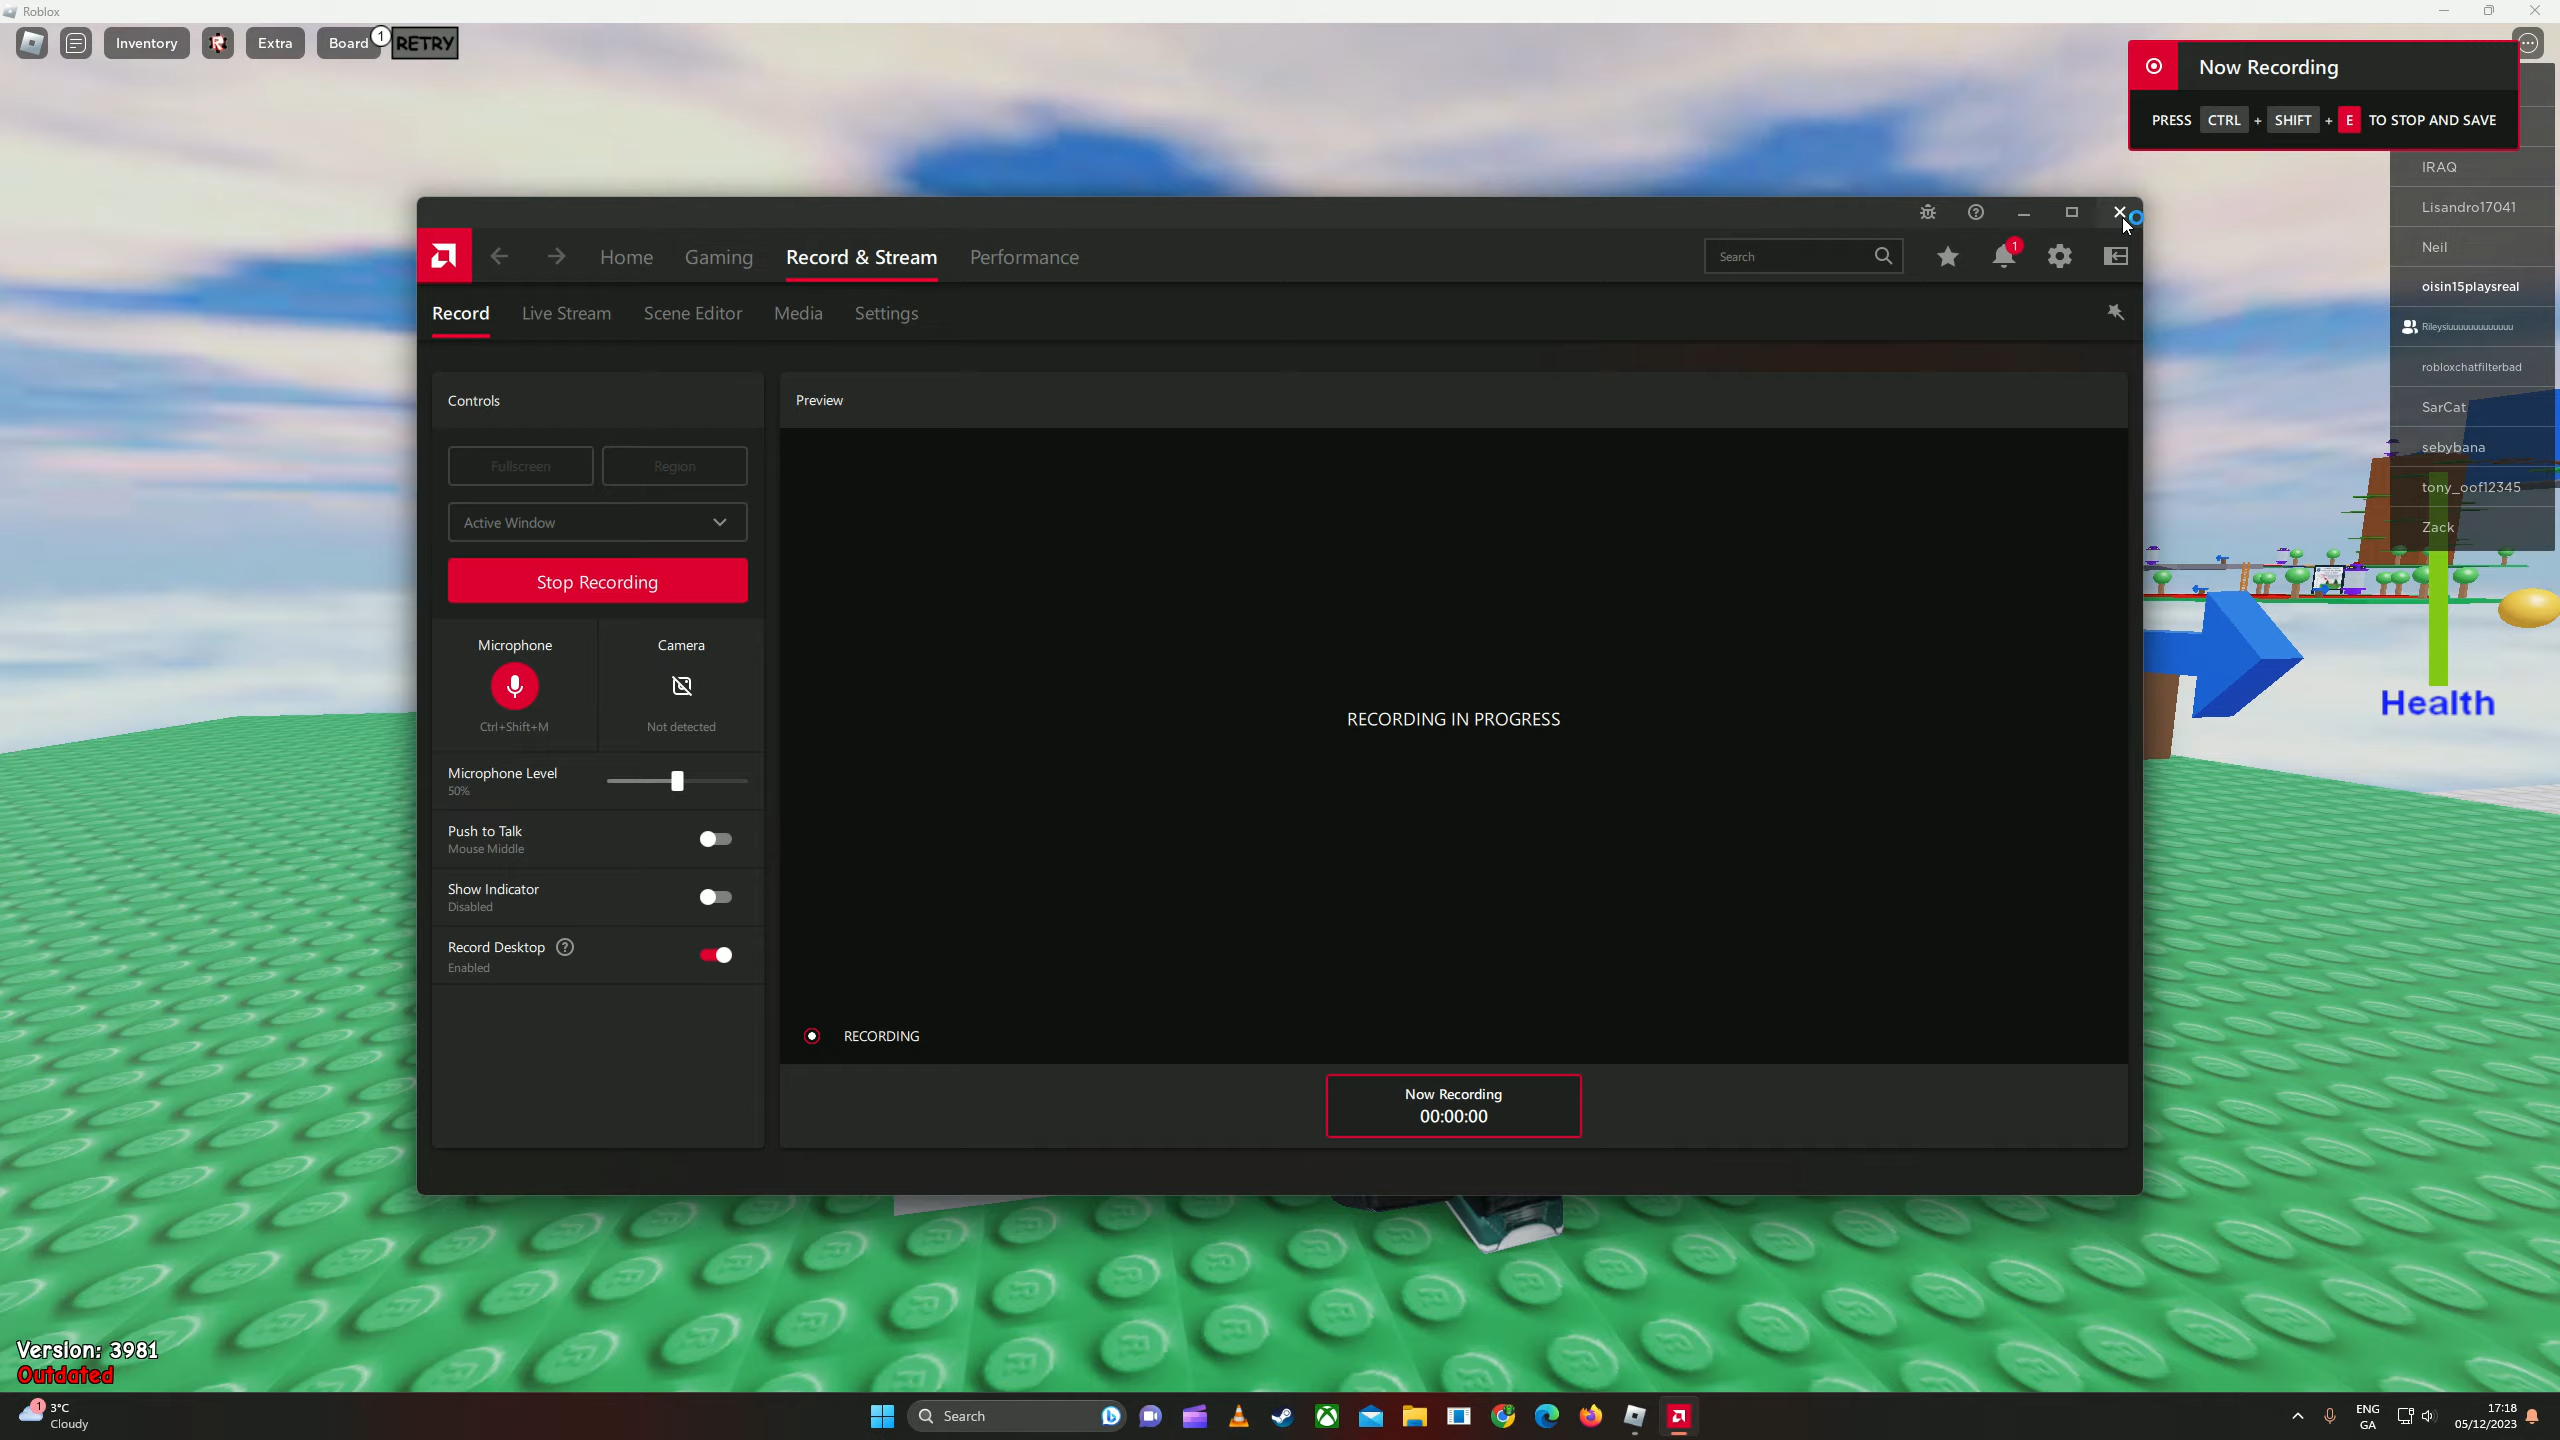 Roblox
Inventory
Extra
Board
1
RETRY
Now Recording
PRESS CTRL + SHIFT + E TO STOP AND SAVE
IRAQ
Lisandro17041
Neil
oisin15playsreal
Rileysiuuuuuuuuuuuuu
robloxchatfilterbad
SarCat
sebybana
tony_oof12345
Zack
Health
Home
Gaming
Record & Stream
Performance
Search
1
Record
Live Stream
Scene Editor
Media
Settings
Controls
Fullscreen
Region
Active Window
Stop Recording
Microphone
Camera
Ctrl+Shift+M
Not detected
Microphone Level
50%
Push to Talk
Mouse Middle
Show Indicator
Disabled
Record Desktop ?
Enabled
Preview
RECORDING IN PROGRESS
RECORDING
Now Recording
00:00:00
Version: 3981
Outdated
1
3°C
Cloudy
Search
ENG
GA
17:18
05/12/2023